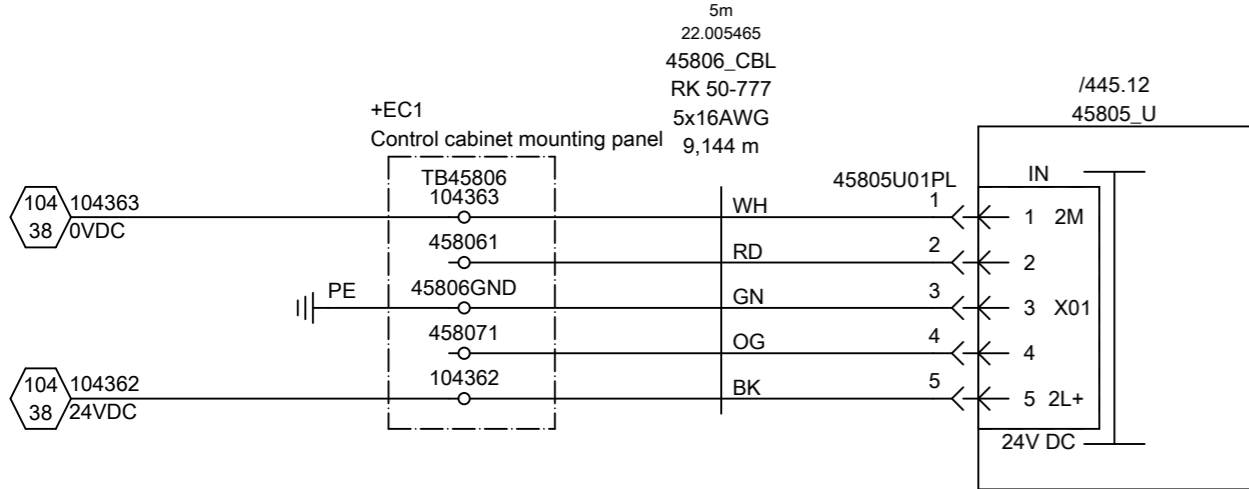 5m
22.005465
45806_CBL
RK 50-777
5x16AWG
9,144 m
/445.12
45805_U
+EC1
Control cabinet mounting panel
TB45806
45805U01PL
IN
104
38
104363
0VDC
104363
WH
1
1 2M
458061
RD
2
2
PE
45806GND
GN
3
3 X01
458071
OG
4
4
104
38
104362
24VDC
104362
BK
5
5 2L+
24V DC